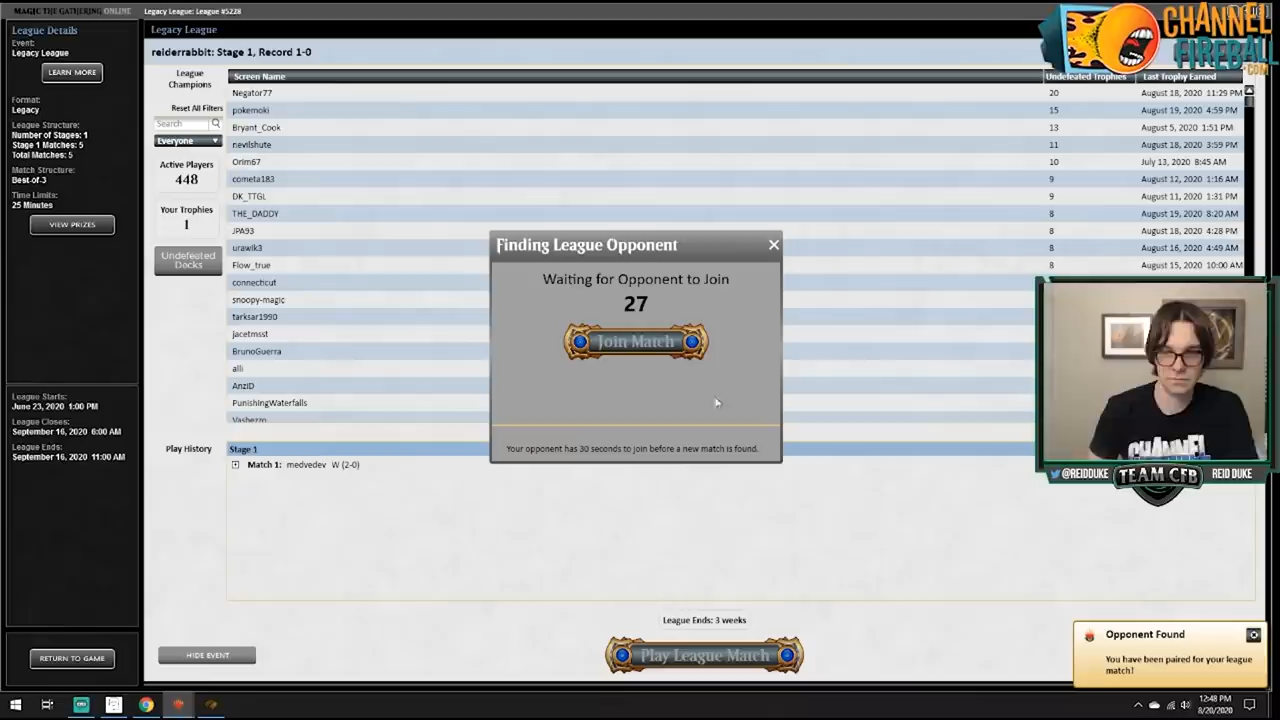 MAGIC THE GATHERING ONLINE
Legacy League: League #5228
League Details
Event:
Legacy League
LEARN MORE
Format:
Legacy
League Structure:
Number of Stages: 1
Stage 1 Matches: 5
Total Matches: 5
Match Structure:
Best-of-3
Time Limits:
25 Minutes
VIEW PRIZES
League Starts:
June 23, 2020 1:00 PM
League Closes:
September 16, 2020 6:00 AM
League Ends:
September 16, 2020 11:00 AM
RETURN TO GAME
Legacy League
reiderrabbit: Stage 1, Record 1-0
League
Champions
Reset All Filters
Search
Everyone
Active Players
448
Your Trophies
1
Undefeated
Decks
Screen Name Undefeated Trophies Last Trophy Earned
Negator77 20 August 18, 2020 11:29 PM
pokemoki 15 August 19, 2020 4:59 PM
Bryant_Cook 13 August 5, 2020 1:51 PM
nevilshute 11 August 18, 2020 3:59 PM
Orim67 10 July 13, 2020 8:45 AM
cometa183 9 August 12, 2020 1:16 AM
DK_TTGL 9 August 11, 2020 1:31 PM
THE_DADDY 8 August 19, 2020 8:20 AM
JPA93 8 August 18, 2020 4:28 PM
urawlk3 8 August 16, 2020 4:49 AM
Flow_true 8 August 15, 2020 10:00 AM
connecticut
snoopy-magic
tarksar1990
jacetmsst
BrunoGuerra
alli
AnziD
PunishingWaterfalls
Finding League Opponent
Waiting for Opponent to Join
27
Join Match
Your opponent has 30 seconds to join before a new match is found.
Play History
Stage 1
Match 1: medvedev W (2-0)
League Ends: 3 weeks
HIDE EVENT
Play League Match
CHANNEL
FIREBALL
.COM
CHANNEL
@REIDDUKE
TEAM CFB
REID DUKE
Opponent Found
You have been paired for your league
match!
12:48 PM
8/20/2020